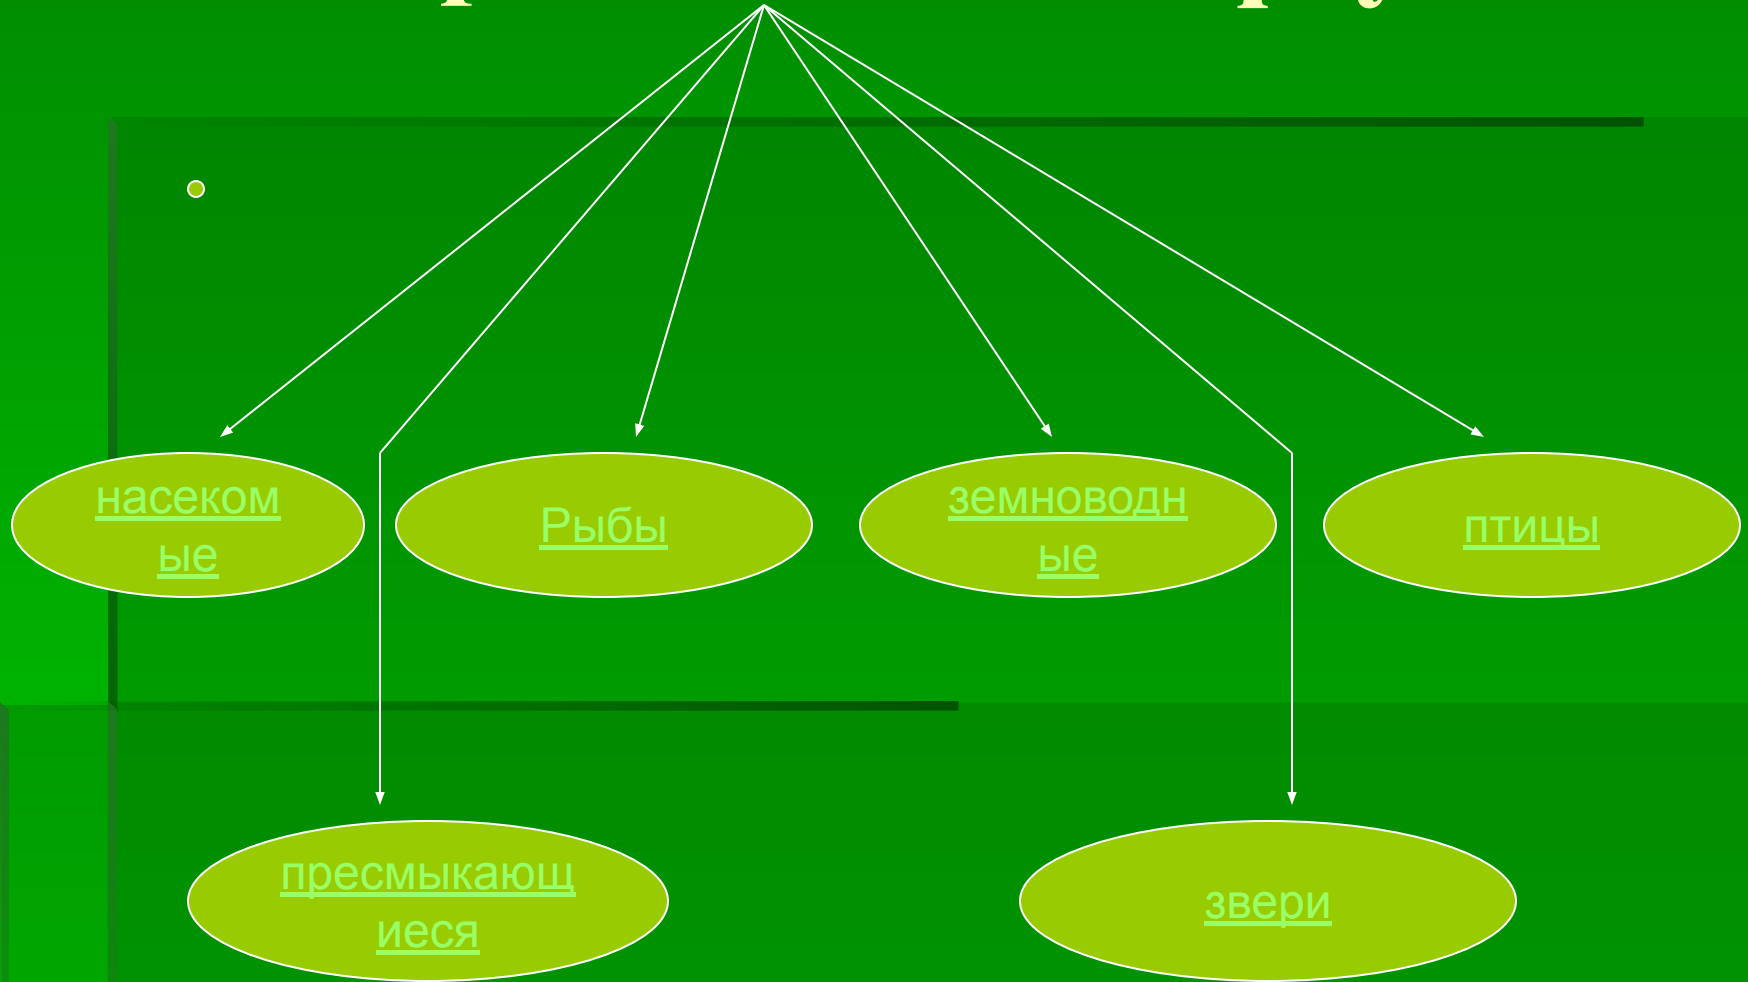 насеком
ые
Рыбы
земноводн
ые
птицы
пресмыкающ
иеся
звери